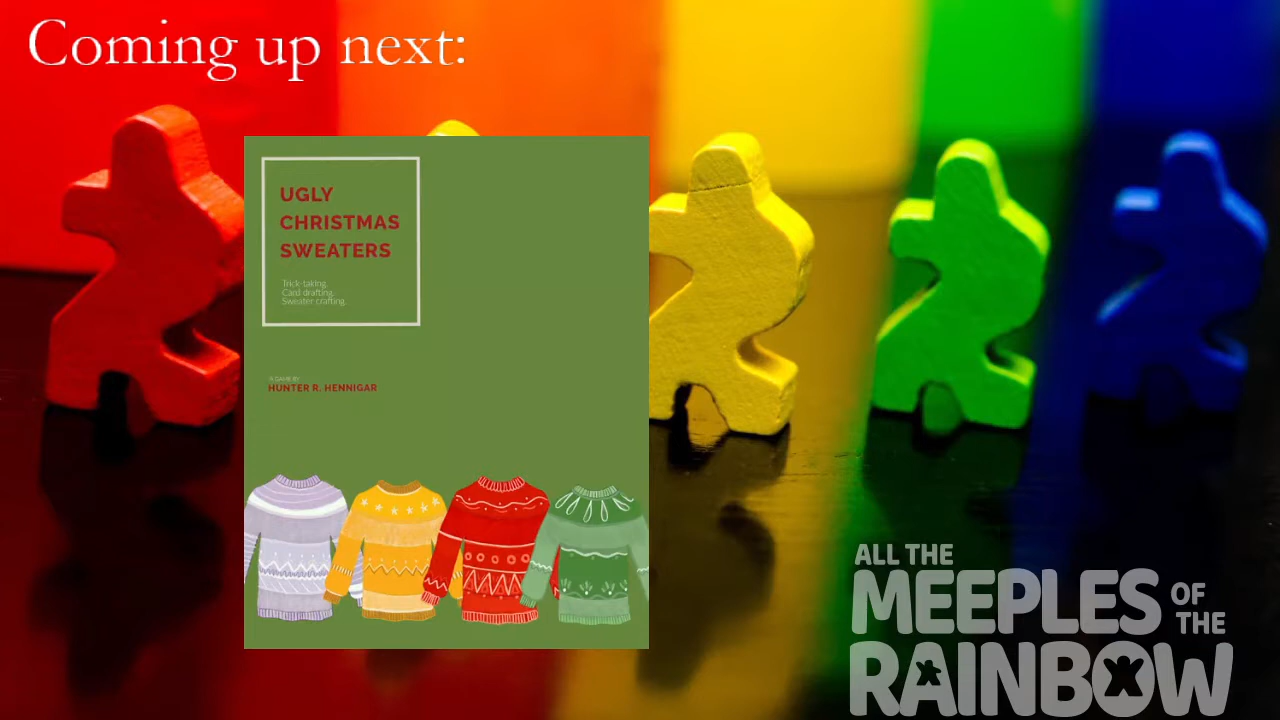 Coming up next:
UGLY
CHRISTMAS
SWEATERS
Trick-taking.
Card drafting.
Sweater crafting.
A GAME BY
HUNTER R. HENNIGAR
ALL THE
MEEPLES OF
THE
RAINBOW